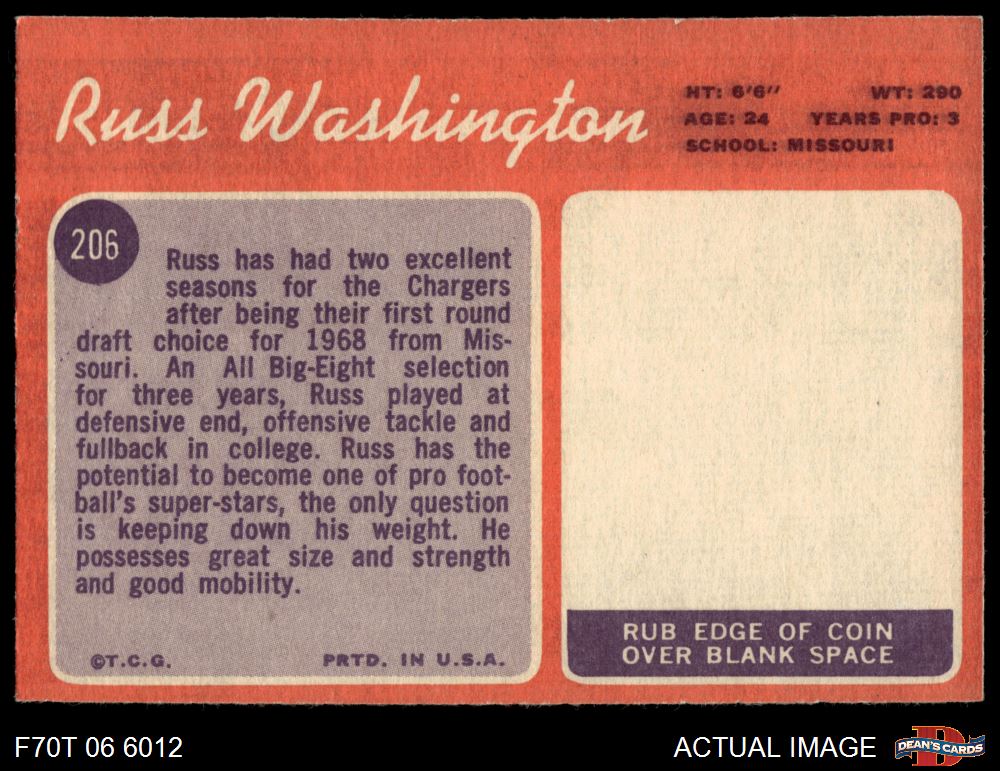 Russ Washington
HT: 6'6" WT: 290
AGE: 24 YEARS PRO: 3
SCHOOL: MISSOURI
206
Russ has had two excellent
seasons for the Chargers
after being their first round
draft choice for 1968 from Mis-
souri. An All Big-Eight selection
for three years, Russ played at
defensive end, offensive tackle and
fullback in college. Russ has the
potential to become one of pro foot-
ball's super-stars, the only question
is keeping down his weight. He
possesses great size and strength
and good mobility.
©T.C.G. PRTD. IN U.S.A.
RUB EDGE OF COIN
OVER BLANK SPACE
F70T 06 6012
ACTUAL IMAGE
D
DEAN'S CARDS